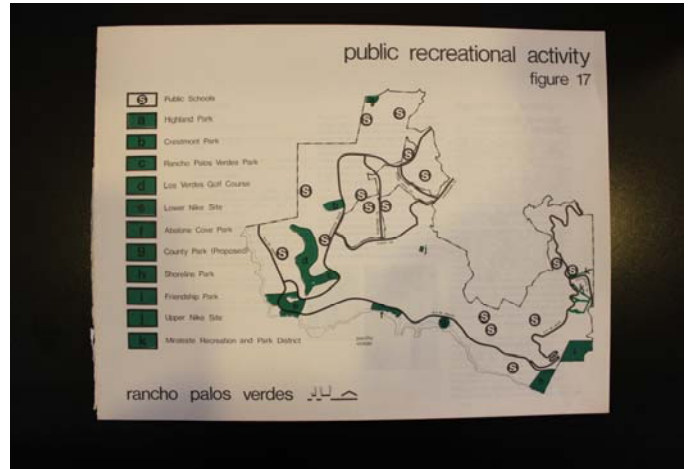 public recreational activity
figure 17
S Public Schools
a Highland Park
b Crestmont Park
c Rancho Palos Verdes Park
d Los Verdes Golf Course
e Lower Nike Site
f Abalone Cove Park
g County Park (Proposed)
h Shoreline Park
i Friendship Park
j Upper Nike Site
k Miraleste Recreation and Park District
rancho palos verdes